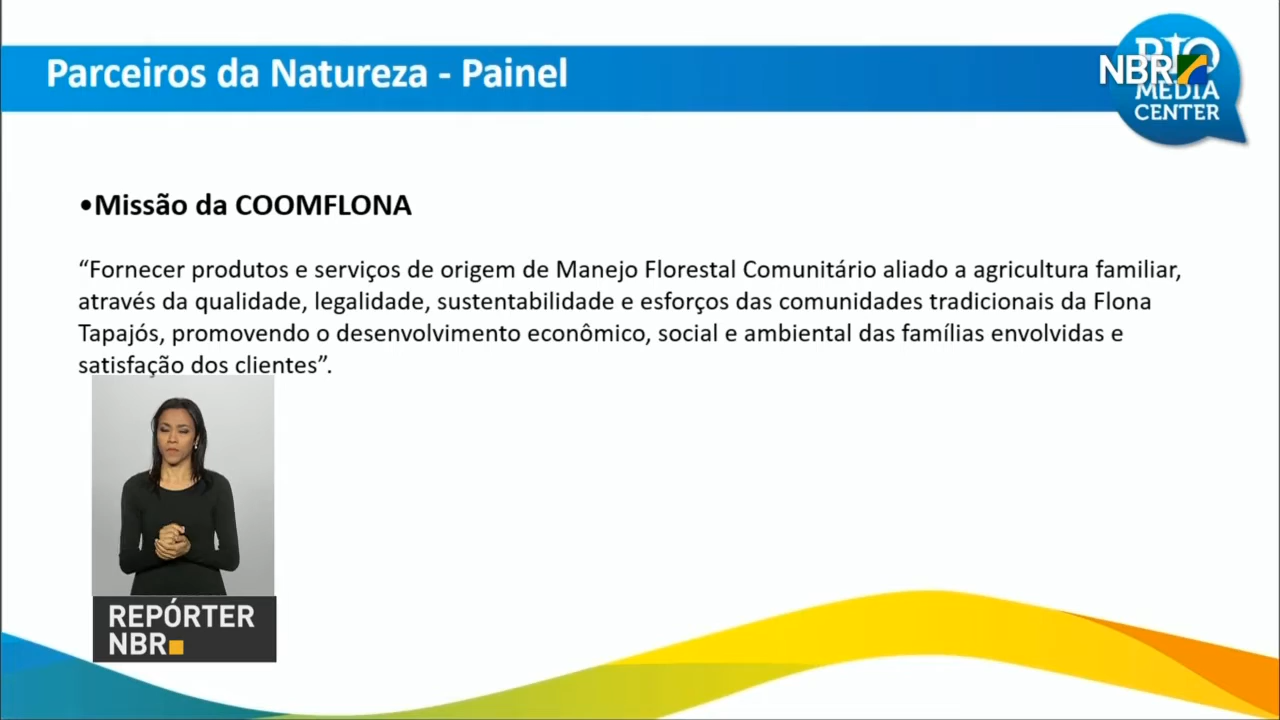 Parceiros da Natureza - Painel
NBR
RIO
MEDIA
CENTER
•Missão da COOMFLONA
“Fornecer produtos e serviços de origem de Manejo Florestal Comunitário aliado a agricultura familiar,
através da qualidade, legalidade, sustentabilidade e esforços das comunidades tradicionais da Flona
Tapajós, promovendo o desenvolvimento econômico, social e ambiental das famílias envolvidas e
satisfação dos clientes”.
REPÓRTER
NBR